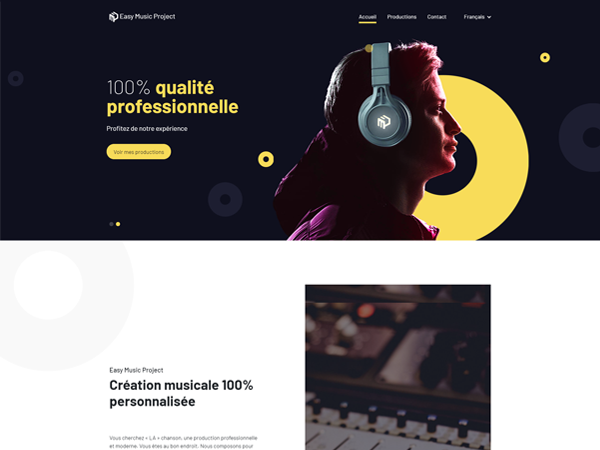 Easy Music Project
Accueil Productions Contact Français
100% qualité
professionnelle
Profitez de notre expérience
Voir mes productions
Easy Music Project
Création musicale 100%
personnalisée
Vous cherchez « LA » chanson, une production professionnelle
et moderne. Vous êtes au bon endroit. Nous composons pour